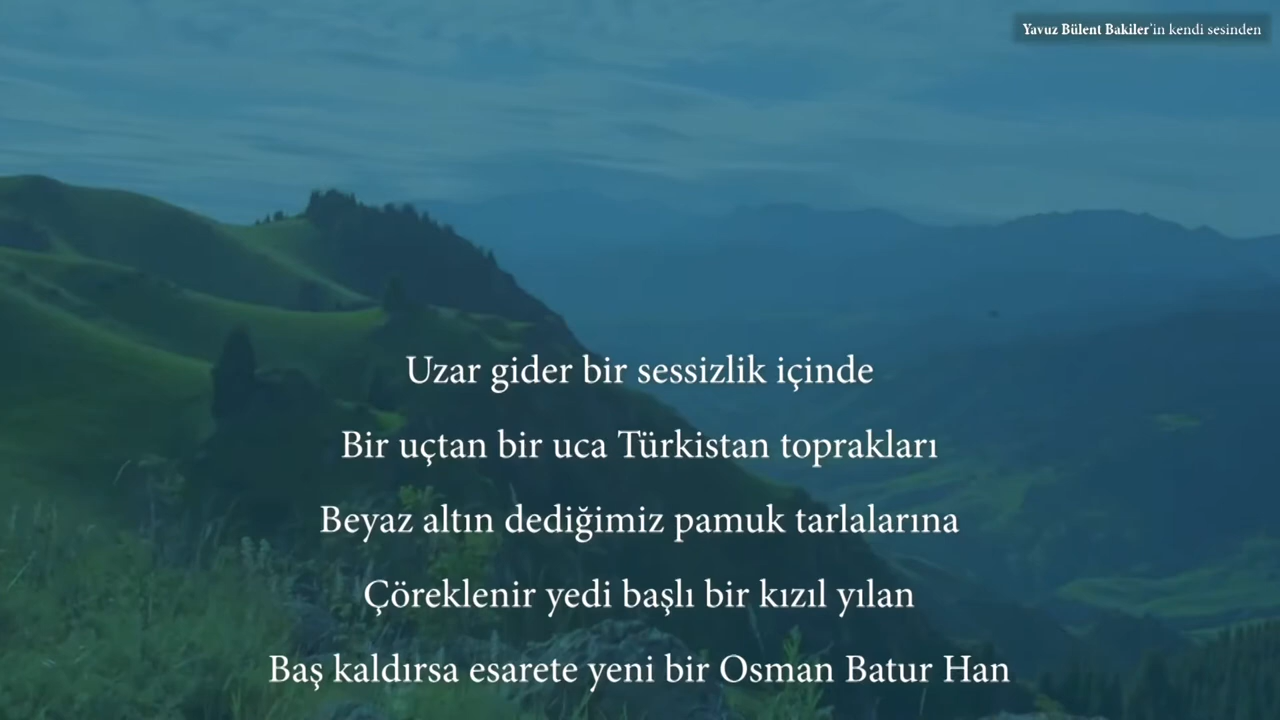 Yavuz Bülent Bakiler'in kendi sesinden
Uzar gider bir sessizlik içinde
Bir uçtan bir uca Türkistan toprakları
Beyaz altın dediğimiz pamuk tarlalarına
Çöreklenir yedi başlı bir kızıl yılan
Baş kaldırsa esarete yeni bir Osman Batur Han